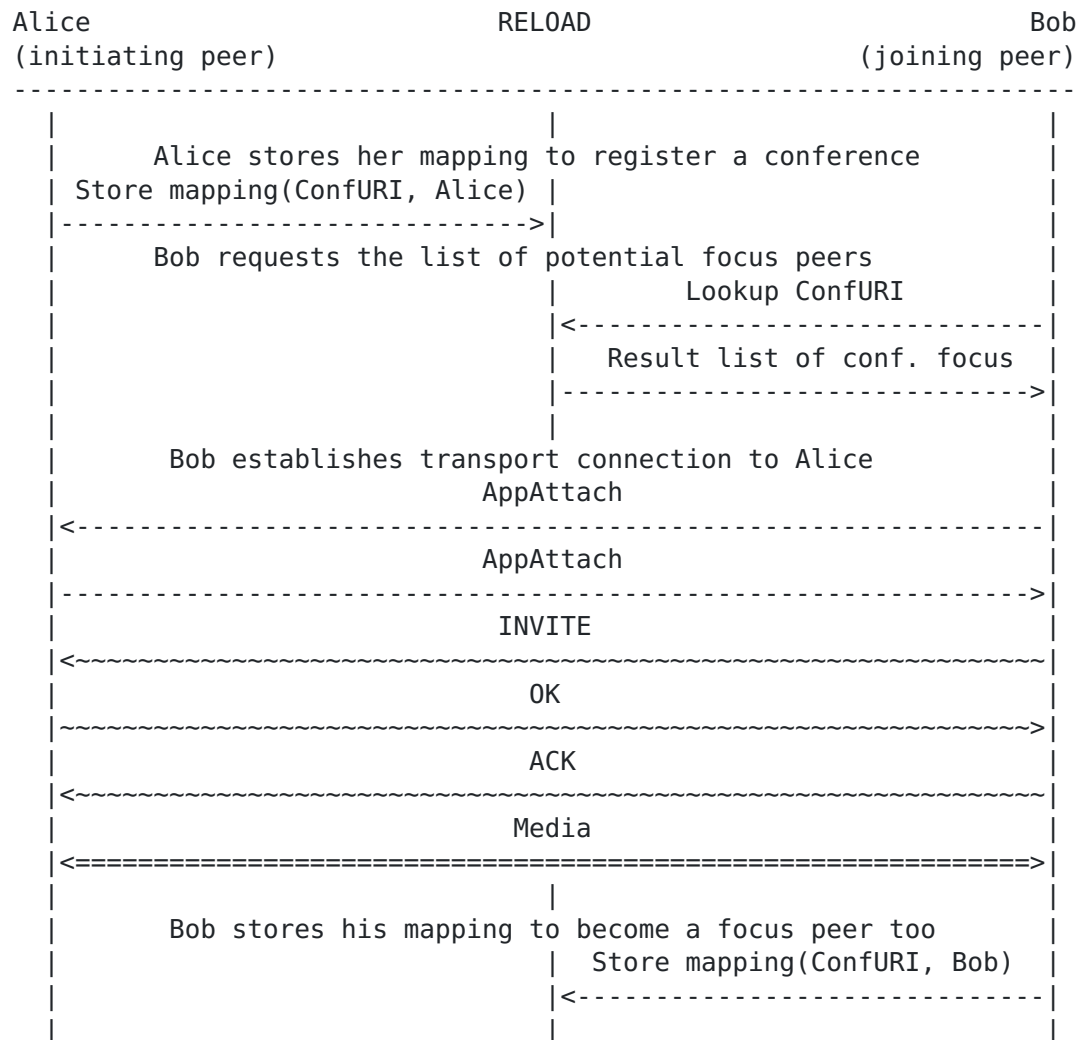 Alice RELOAD Bob
(initiating peer) (joining peer)
Alice stores her mapping to register a conference
Store mapping(ConfURI, Alice)
Bob requests the list of potential focus peers
Lookup ConfURI
Result list of conf. focus
Bob establishes transport connection to Alice
AppAttach
AppAttach
INVITE
OK
ACK
Media
Bob stores his mapping to become a focus peer too
Store mapping(ConfURI, Bob)